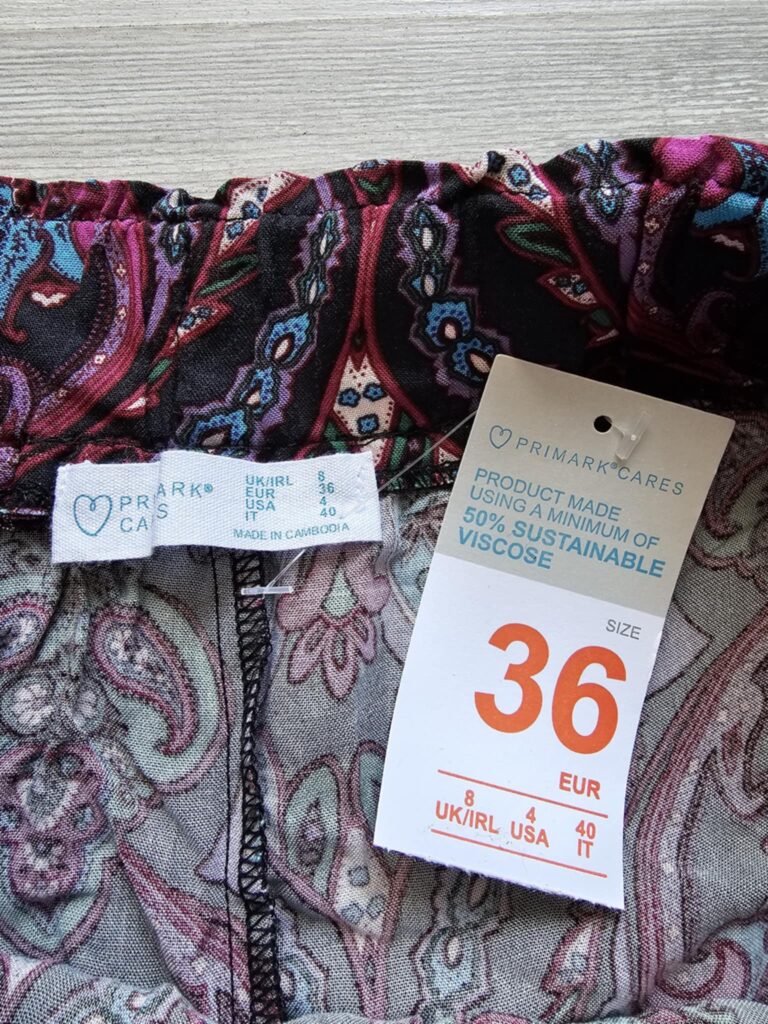 PRIMARK®
CARES
UK/IRL 8
EUR 36
USA 4
IT 40
MADE IN CAMBODIA
PRIMARK® CARES
PRODUCT MADE
USING A MINIMUM OF
50% SUSTAINABLE
VISCOSE
SIZE
36
EUR
8 4 40
UK/IRL USA IT